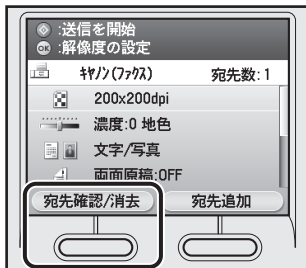 :送信を開始
OK :解像度の設定
ｷﾔﾉﾝ(ﾌｧｸｽ) 宛先数:1
200x200dpi
濃度:0 地色
文字/写真
両面原稿:OFF
宛先確認/消去 宛先追加